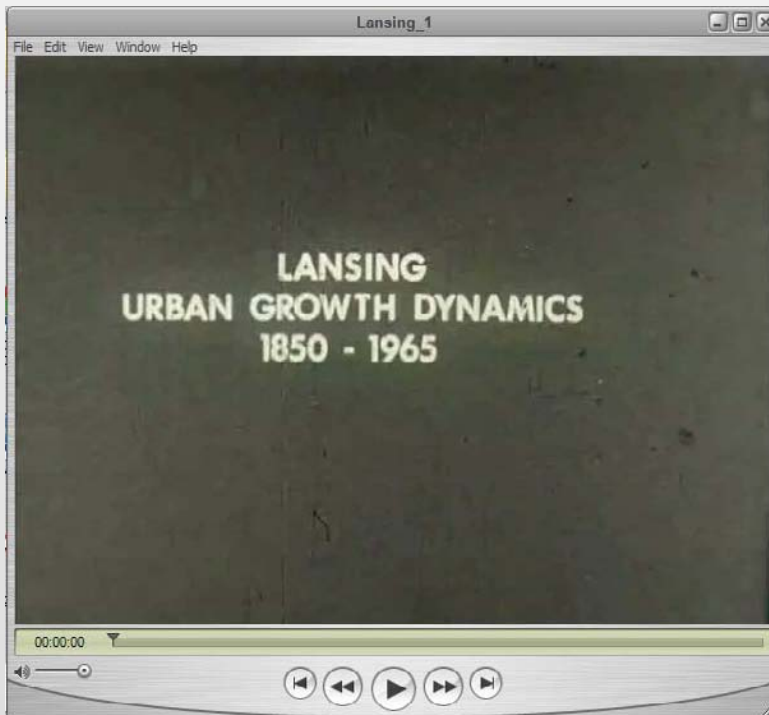 Lansing_1
File Edit View Window Help
LANSING
URBAN GROWTH DYNAMICS
1850 - 1965
00:00:00